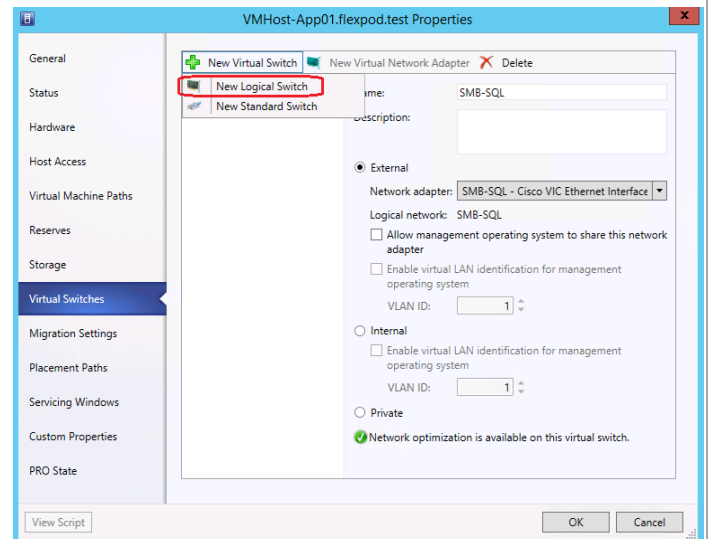 VMHost-App01.flexpod.test Properties
x
General
Status
Hardware
Host Access
Virtual Machine Paths
Reserves
Storage
Virtual Switches
Migration Settings
Placement Paths
Servicing Windows
Custom Properties
PRO State
New Virtual Switch New Virtual Network Adapter Delete
New Logical Switch
New Standard Switch
SMB-SQL
Description:
External
Network adapter: SMB-SQL - Cisco VIC Ethernet Interface
Logical network: SMB-SQL
Allow management operating system to share this network
adapter
Enable virtual LAN identification for management
operating system
VLAN ID: 1
Internal
Enable virtual LAN identification for management
operating system
VLAN ID: 1
Private
Network optimization is available on this virtual switch.
View Script OK Cancel